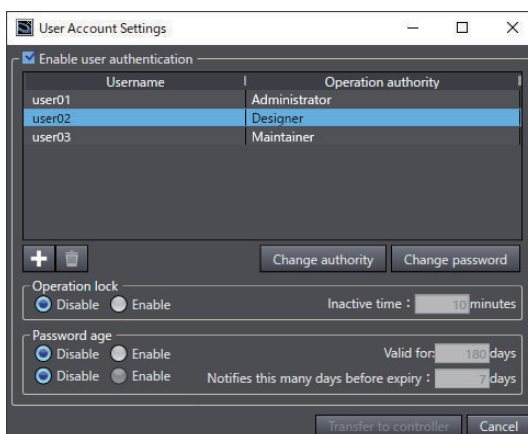 User Account Settings
Enable user authentication
Username Operation authority
user01 Administrator
user02 Designer
user03 Maintainer
Change authority Change password
Operation lock
Disable Enable Inactive time : 10 minutes
Password age
Disable Enable Valid for: 180 days
Disable Enable Notifies this many days before expiry : 7 days
Transfer to controller Cancel